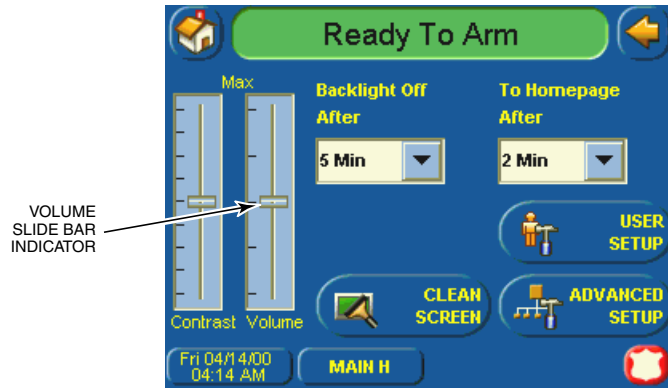 Ready To Arm
Max
Backlight Off
After
To Homepage
After
5 Min
2 Min
VOLUME
SLIDE BAR
INDICATOR
USER
SETUP
CLEAN
SCREEN
ADVANCED
SETUP
Contrast Volume
Fri 04/14/00
04:14 AM
MAIN H